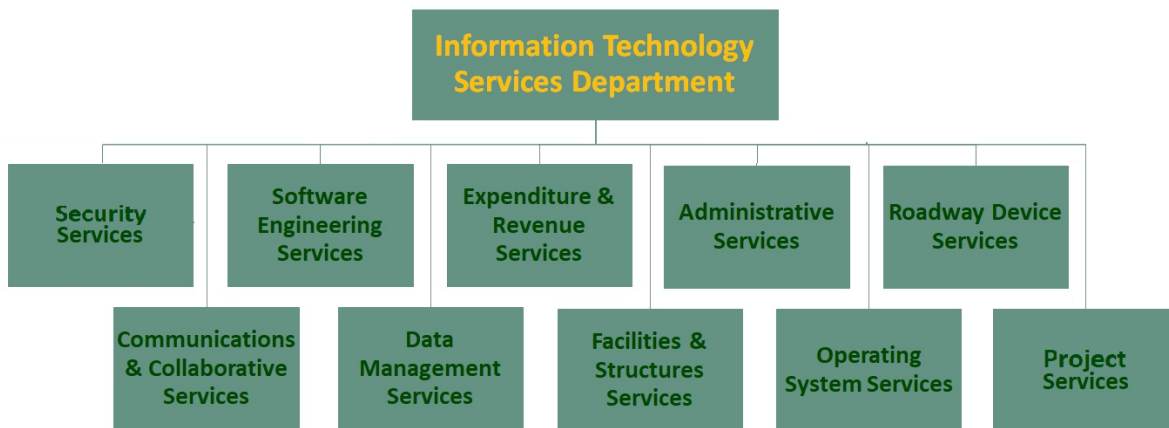 Information Technology
Services Department
Security
Services
Software
Engineering
Services
Expenditure &
Revenue
Services
Administrative
Services
Roadway Device
Services
Communications
& Collaborative
Services
Data
Management
Services
Facilities &
Structures
Services
Operating
System Services
Project
Services